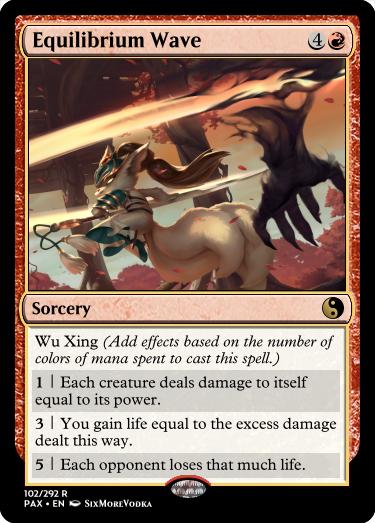 Equilibrium Wave 4
Sorcery
Wu Xing (Add effects based on the number
of colors of mana spent to cast this spell.)
1 | Each creature deals damage to itself
equal to its power.
3 | You gain life equal to the excess damage
dealt this way.
5 | Each opponent loses that much life.
102/292 R
PAX • EN SixMoreVodka